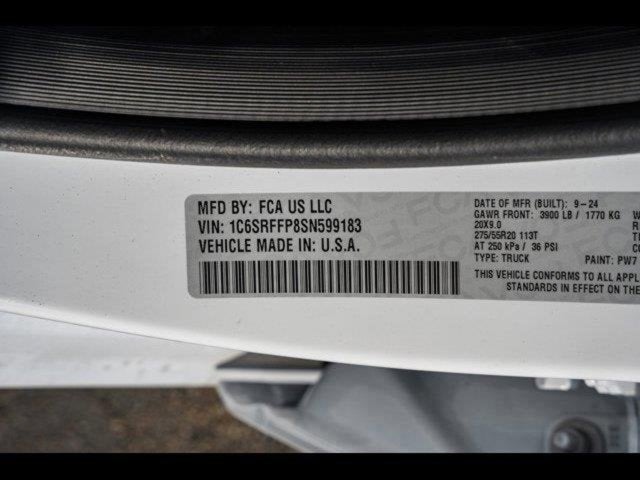 MFD BY: FCA US LLC
VIN: 1C6SRFFP8SN599183
VEHICLE MADE IN: U.S.A.
DATE OF MFR (BUILT): 9-24
GAWR FRONT: 3900 LB / 1770 KG
20X9.0
275/55R20 113T
AT 250 kPa / 36 PSI
TYPE: TRUCK PAINT: PW7
THIS VEHICLE CONFORMS TO ALL APPL
STANDARDS IN EFFECT ON THE